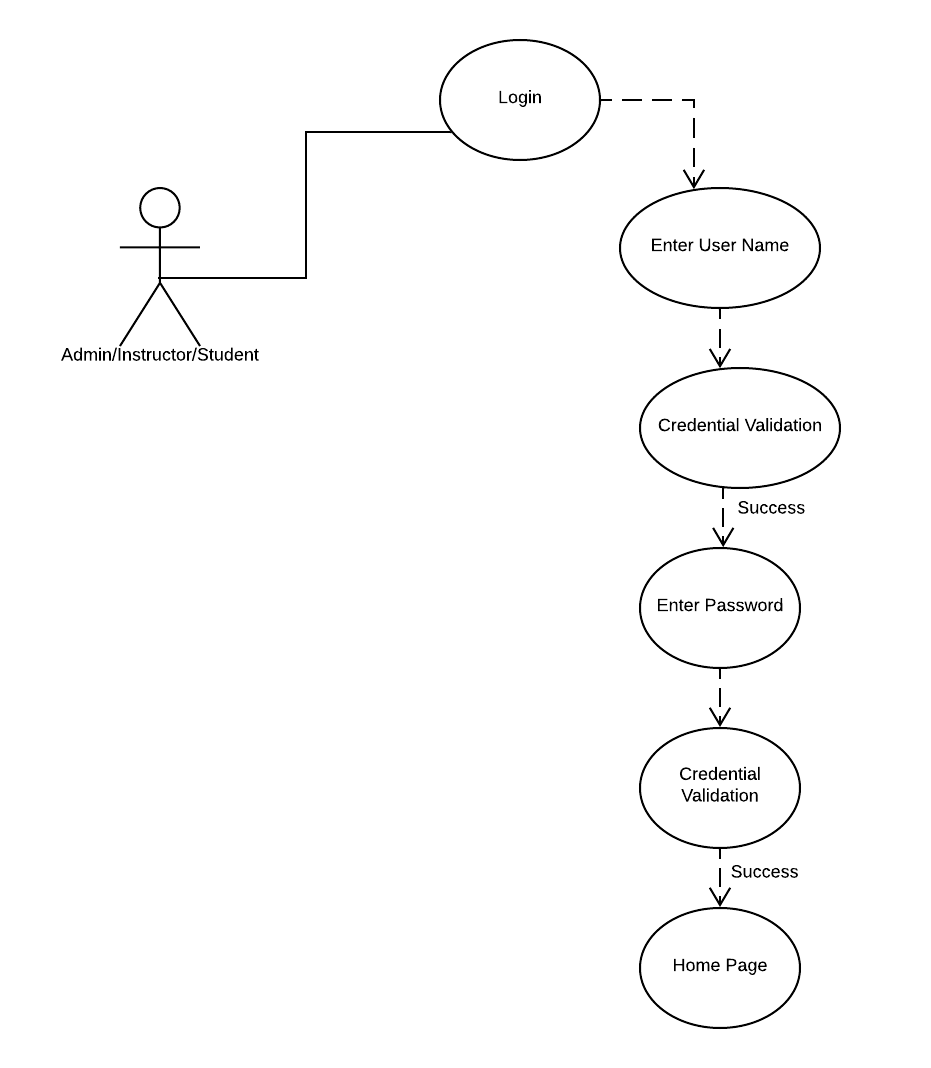 Login
Enter User Name
Admin/Instructor/Student
Credential Validation
Success
Enter Password
Credential
Validation
Success
Home Page